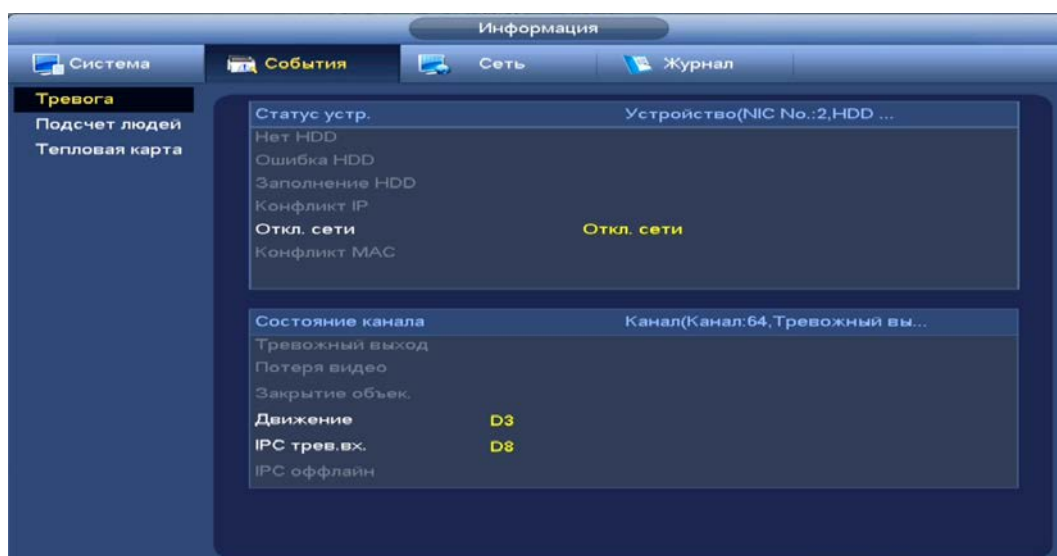 Информация
Система События Сеть Журнал
Тревога
Подсчет людей
Тепловая карта
Статус устр. Устройство(NIC No.:2,HDD ...
Нет HDD
Ошибка HDD
Заполнение HDD
Конфликт IP
Откл. сети Откл. сети
Конфликт MAC
Состояние канала Канал(Канал:64,Тревожный вы...
Тревожный выход
Потеря видео
Закрытие объек.
Движение D3
IPC трев.вх. D8
IPC оффлайн